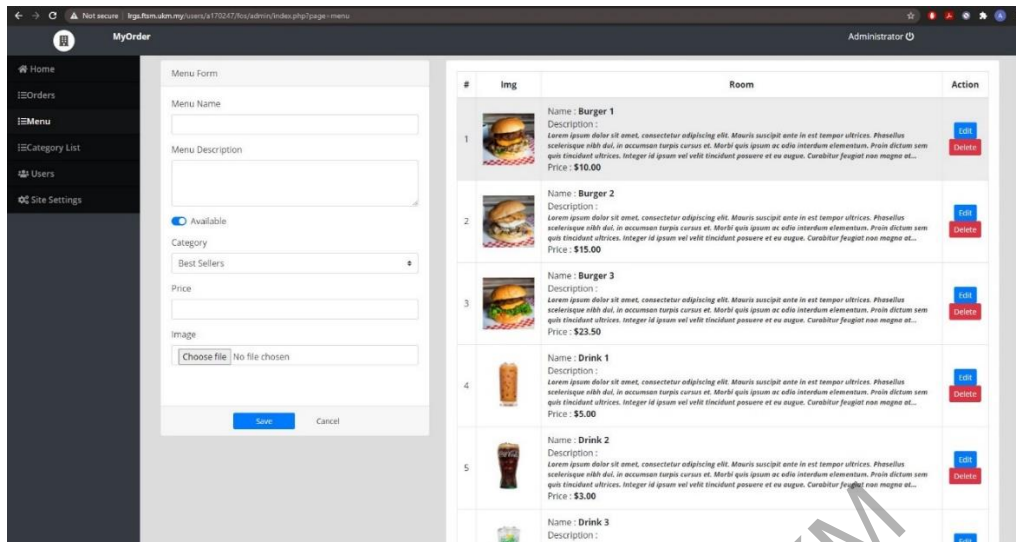 Not secure | lrgs.ftsm.ukm.my/users/a170247/fos/admin/index.php?page=menu
MyOrder
Administrator
Home
Orders
Menu
Category List
Users
Site Settings
Menu Form
Menu Name
Menu Description
Available
Category
Best Sellers
Price
Image
Choose file No file chosen
Save Cancel
# Img Room Action
1
Name : Burger 1
Description :
Lorem ipsum dolor sit amet, consectetur adipiscing elit. Mauris suscipit ante in est tempor ultrices. Phasellus
scelerisque nibh dui, in accumsan turpis cursus et. Morbi quis ipsum ac odio interdum elementum. Proin dictum sem
quis tincidunt ultrices. Integer id ipsum vel velit tincidunt posuere et eu augue. Curabitur feugiat non magna at...
Price : $10.00
Edit
Delete
2
Name : Burger 2
Description :
Lorem ipsum dolor sit amet, consectetur adipiscing elit. Mauris suscipit ante in est tempor ultrices. Phasellus
scelerisque nibh dui, in accumsan turpis cursus et. Morbi quis ipsum ac odio interdum elementum. Proin dictum sem
quis tincidunt ultrices. Integer id ipsum vel velit tincidunt posuere et eu augue. Curabitur feugiat non magna at...
Price : $15.00
Edit
Delete
3
Name : Burger 3
Description :
Lorem ipsum dolor sit amet, consectetur adipiscing elit. Mauris suscipit ante in est tempor ultrices. Phasellus
scelerisque nibh dui, in accumsan turpis cursus et. Morbi quis ipsum ac odio interdum elementum. Proin dictum sem
quis tincidunt ultrices. Integer id ipsum vel velit tincidunt posuere et eu augue. Curabitur feugiat non magna at...
Price : $23.50
Edit
Delete
4
Name : Drink 1
Description :
Lorem ipsum dolor sit amet, consectetur adipiscing elit. Mauris suscipit ante in est tempor ultrices. Phasellus
scelerisque nibh dui, in accumsan turpis cursus et. Morbi quis ipsum ac odio interdum elementum. Proin dictum sem
quis tincidunt ultrices. Integer id ipsum vel velit tincidunt posuere et eu augue. Curabitur feugiat non magna at...
Price : $5.00
Edit
Delete
5
Name : Drink 2
Description :
Lorem ipsum dolor sit amet, consectetur adipiscing elit. Mauris suscipit ante in est tempor ultrices. Phasellus
scelerisque nibh dui, in accumsan turpis cursus et. Morbi quis ipsum ac odio interdum elementum. Proin dictum sem
quis tincidunt ultrices. Integer id ipsum vel velit tincidunt posuere et eu augue. Curabitur feugiat non magna at...
Price : $3.00
Edit
Delete
Name : Drink 3
Description :
Edit